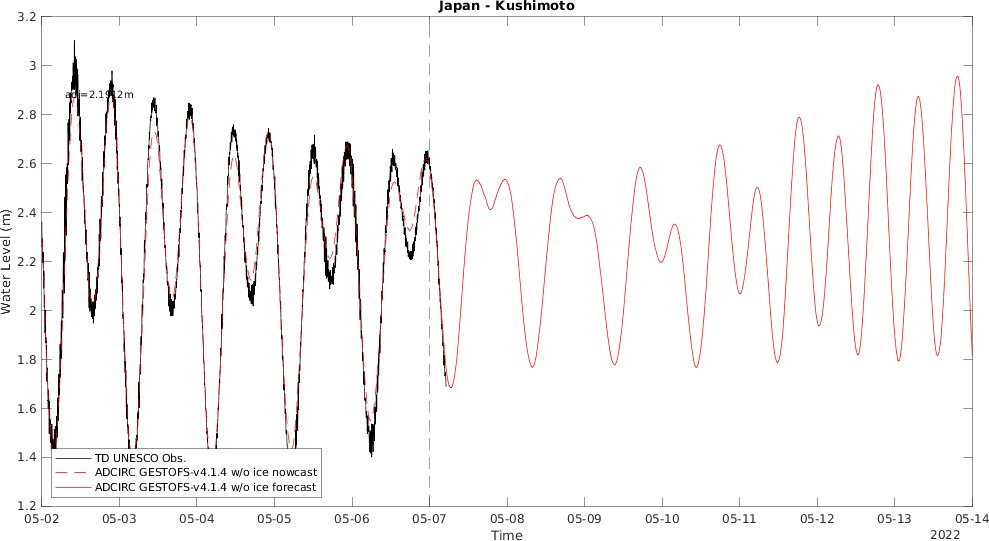 Japan - Kushimoto
3.2
3
2.8
2.6
2.4
2.2
2
1.8
1.6
1.4
1.2
Water Level (m)
adj=2.1912m
TD UNESCO Obs.
ADCIRC GESTOFS-v4.1.4 w/o ice nowcast
ADCIRC GESTOFS-v4.1.4 w/o ice forecast
05-02 05-03 05-04 05-05 05-06 05-07 05-08 05-09 05-10 05-11 05-12 05-13 05-14
Time
2022